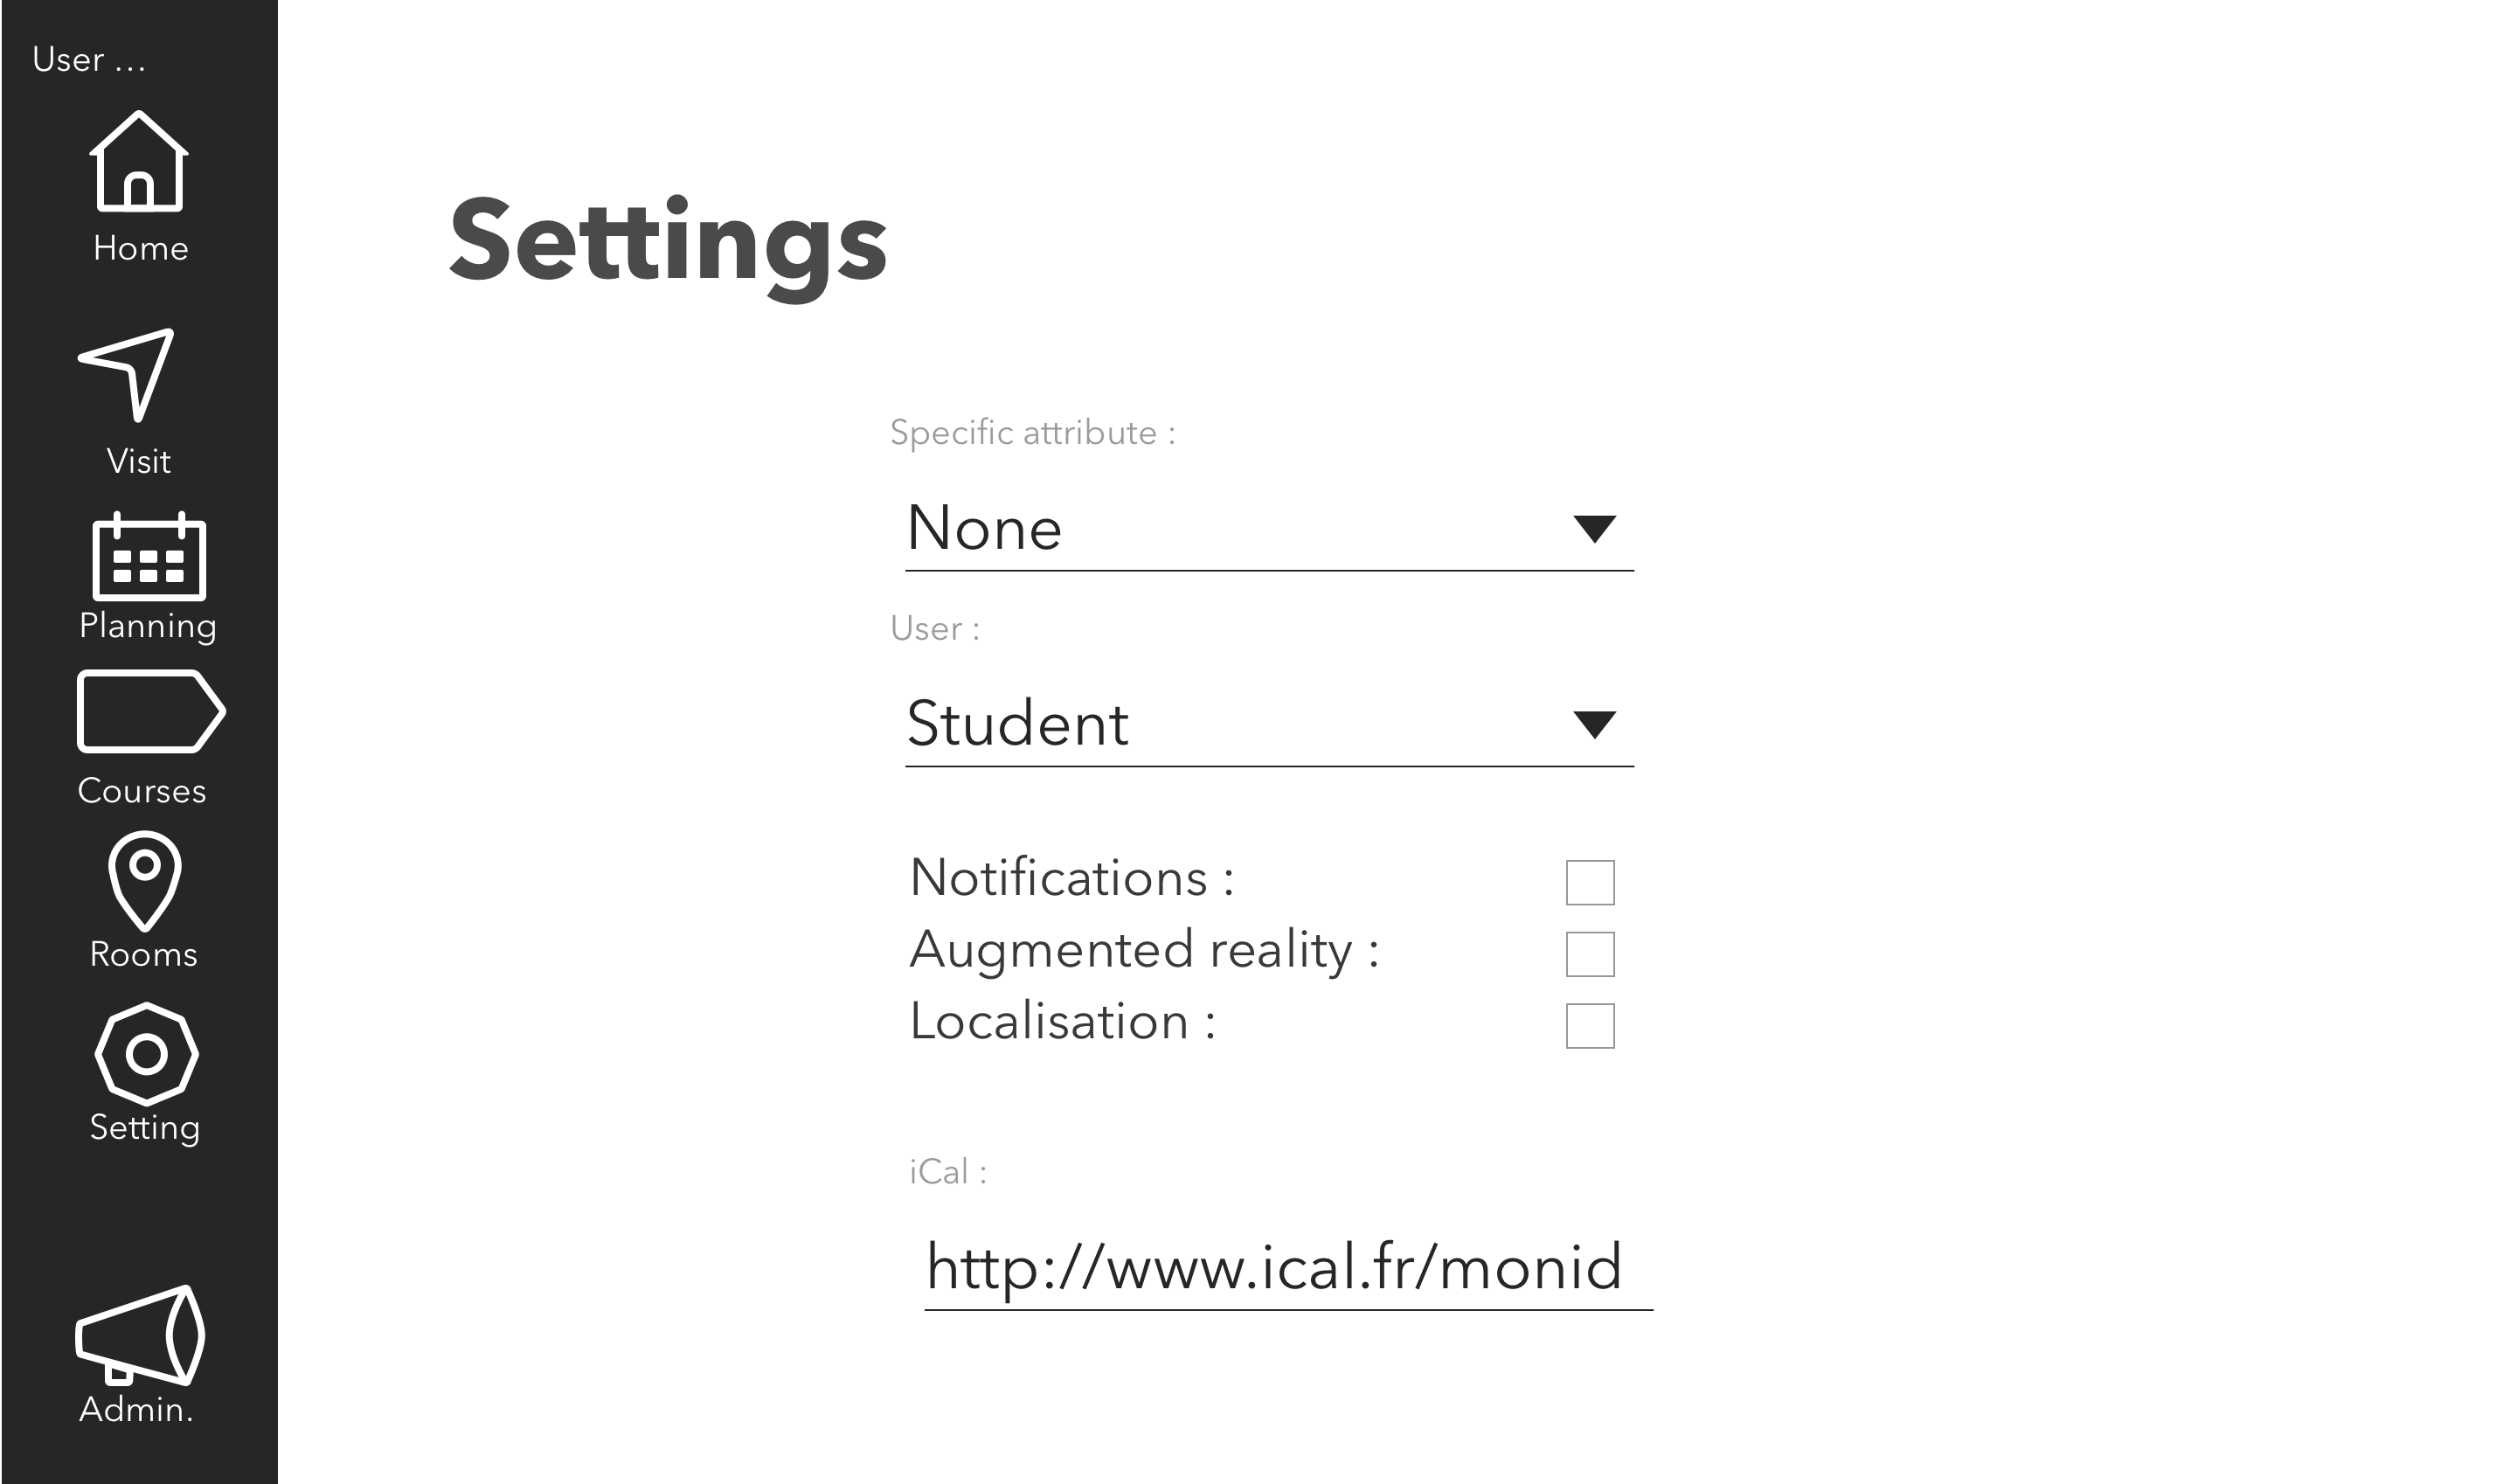 User ...
Home
Visit
Planning
Courses
Rooms
Setting
Admin.
Settings
Specific attribute :
None
User :
Student
Notifications :
Augmented reality :
Localisation :
iCal :
http://www.ical.fr/monid